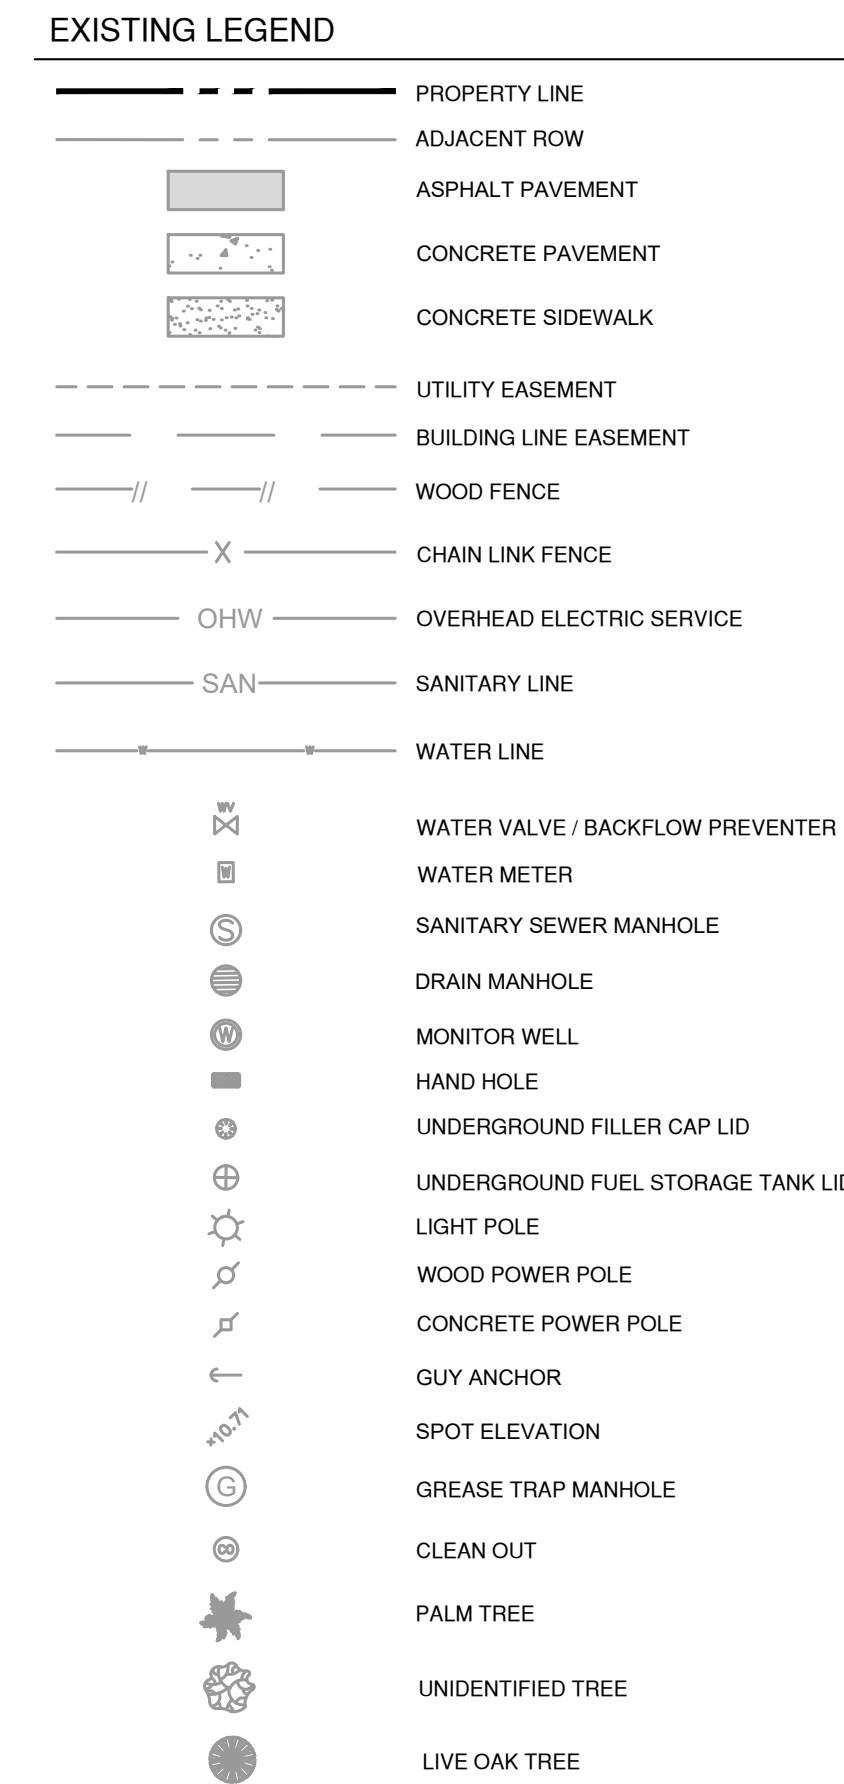 EXISTING LEGEND
PROPERTY LINE
ADJACENT ROW
ASPHALT PAVEMENT
CONCRETE PAVEMENT
CONCRETE SIDEWALK
UTILITY EASEMENT
BUILDING LINE EASEMENT
// // WOOD FENCE
X CHAIN LINK FENCE
OHW OVERHEAD ELECTRIC SERVICE
SAN SANITARY LINE
W W WATER LINE
WV WATER VALVE / BACKFLOW PREVENTER
W WATER METER
S SANITARY SEWER MANHOLE
DRAIN MANHOLE
W MONITOR WELL
HAND HOLE
UNDERGROUND FILLER CAP LID
UNDERGROUND FUEL STORAGE TANK LID
LIGHT POLE
WOOD POWER POLE
CONCRETE POWER POLE
GUY ANCHOR
+10.71 SPOT ELEVATION
G GREASE TRAP MANHOLE
CO CLEAN OUT
PALM TREE
UNIDENTIFIED TREE
LIVE OAK TREE